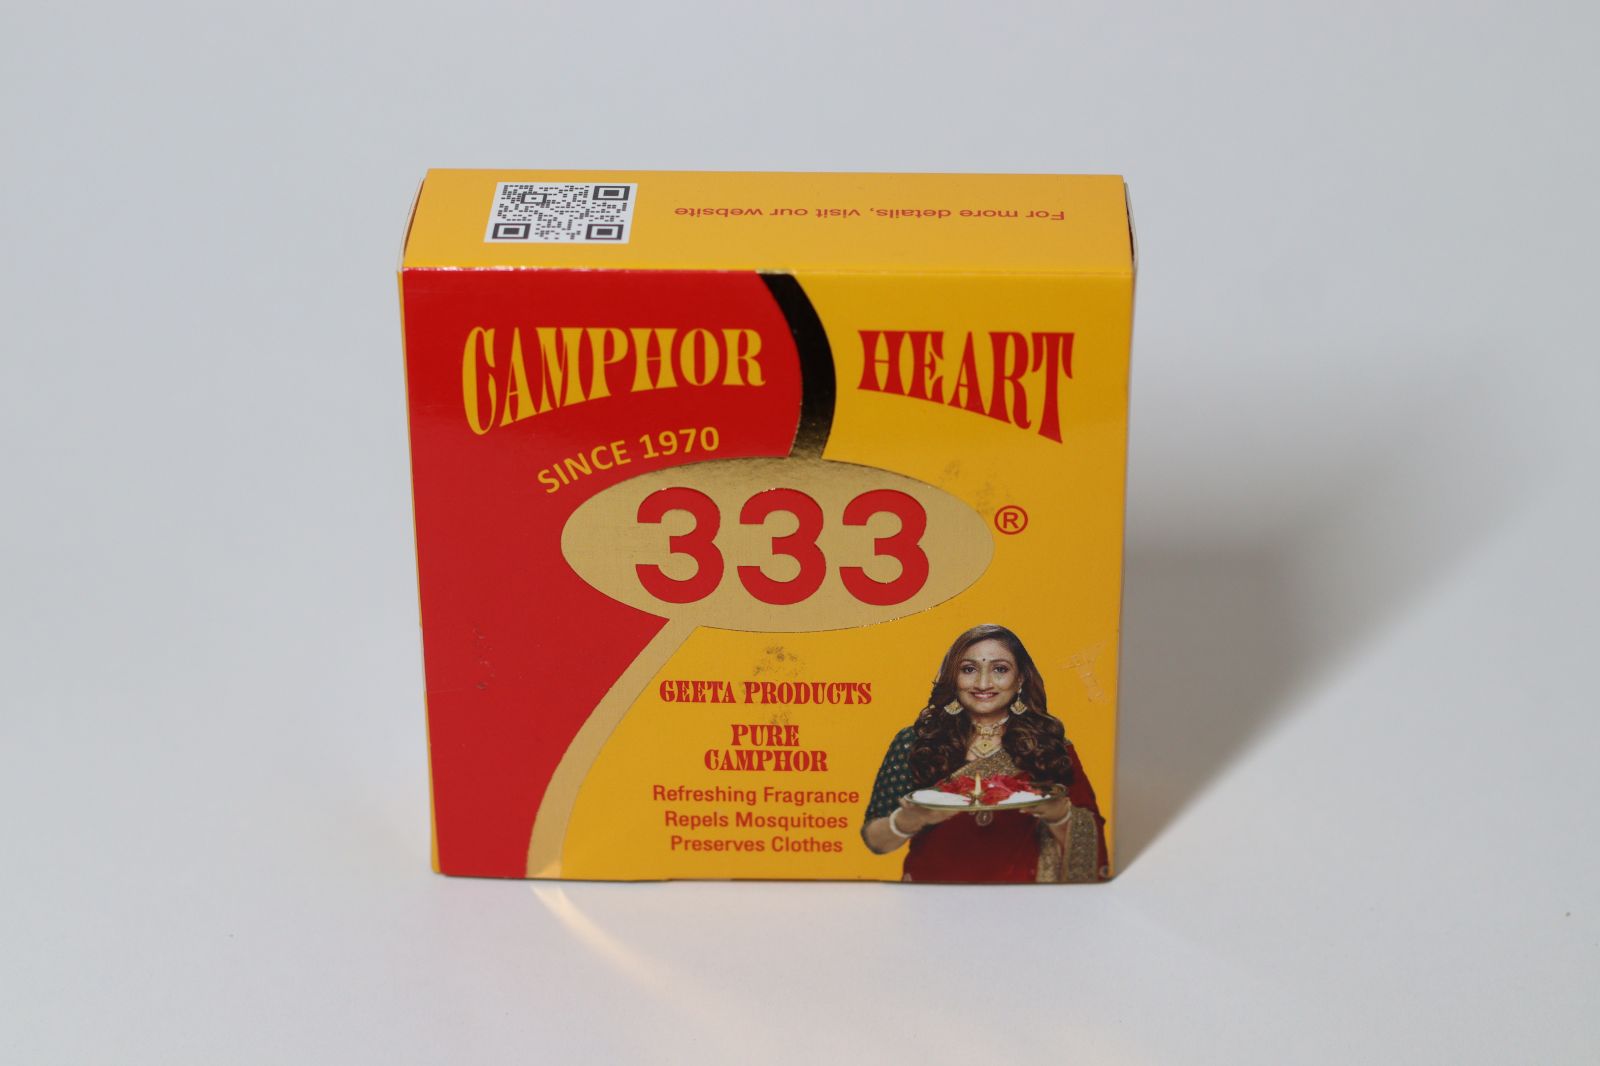 For more details, visit our website
CAMPHOR HEART
SINCE 1970
333®
GEETA PRODUCTS
PURE
CAMPHOR
Refreshing Fragrance
Repels Mosquitoes
Preserves Clothes